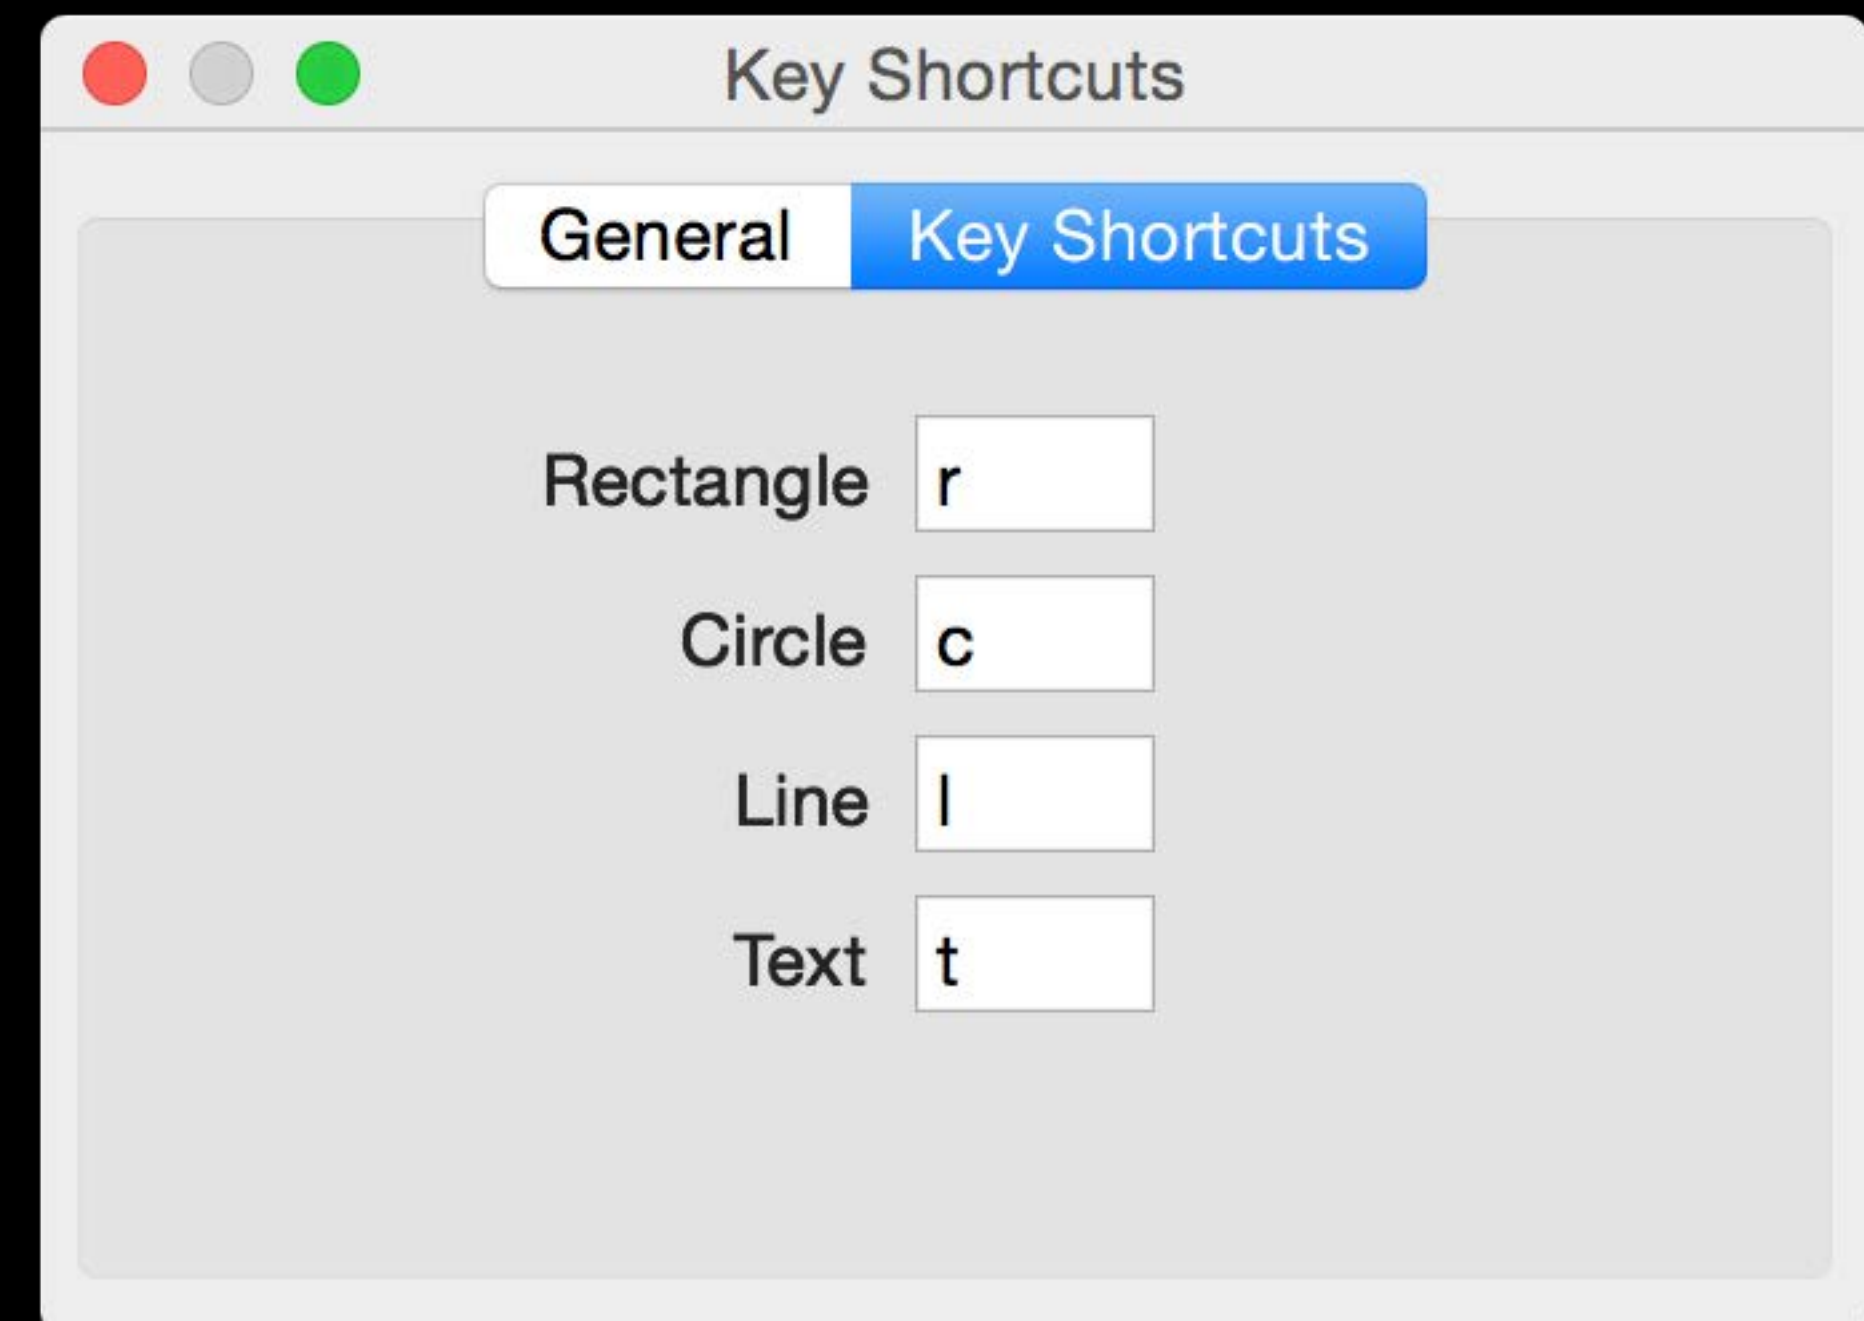 Key Shortcuts
General Key Shortcuts
Rectangle r
Circle c
Line l
Text t